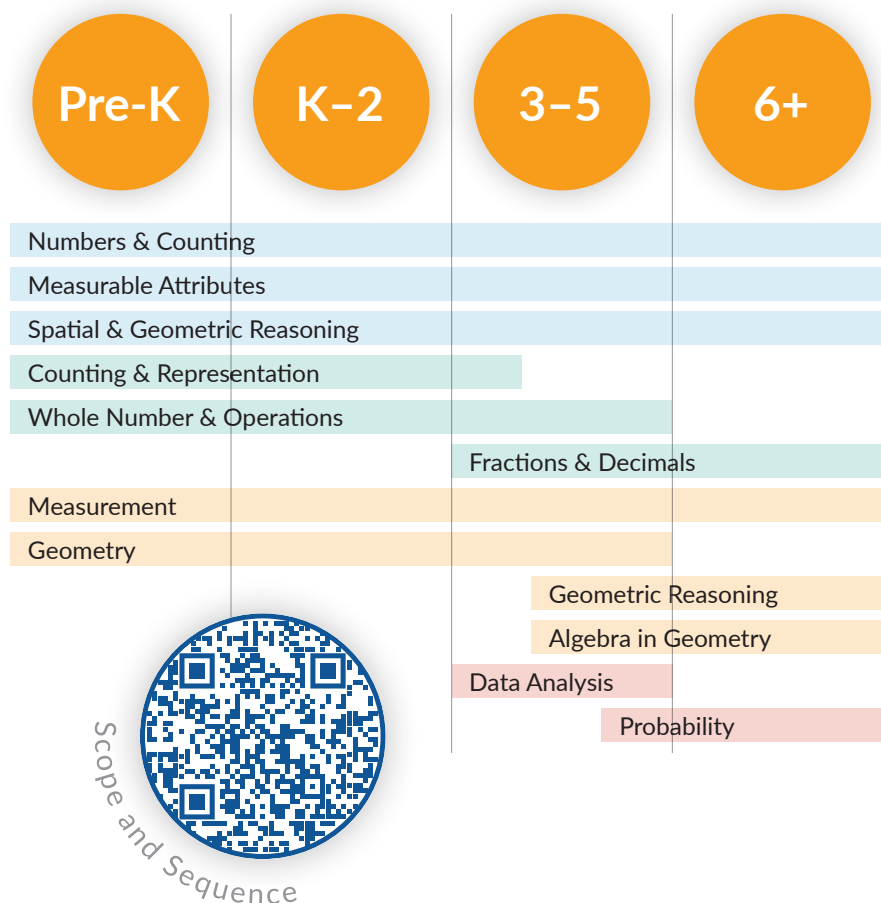 Pre-K
K–2
3–5
6+
Numbers & Counting
Measurable Attributes
Spatial & Geometric Reasoning
Counting & Representation
Whole Number & Operations
Fractions & Decimals
Measurement
Geometry
Geometric Reasoning
Algebra in Geometry
Data Analysis
Probability
Scope and Sequence